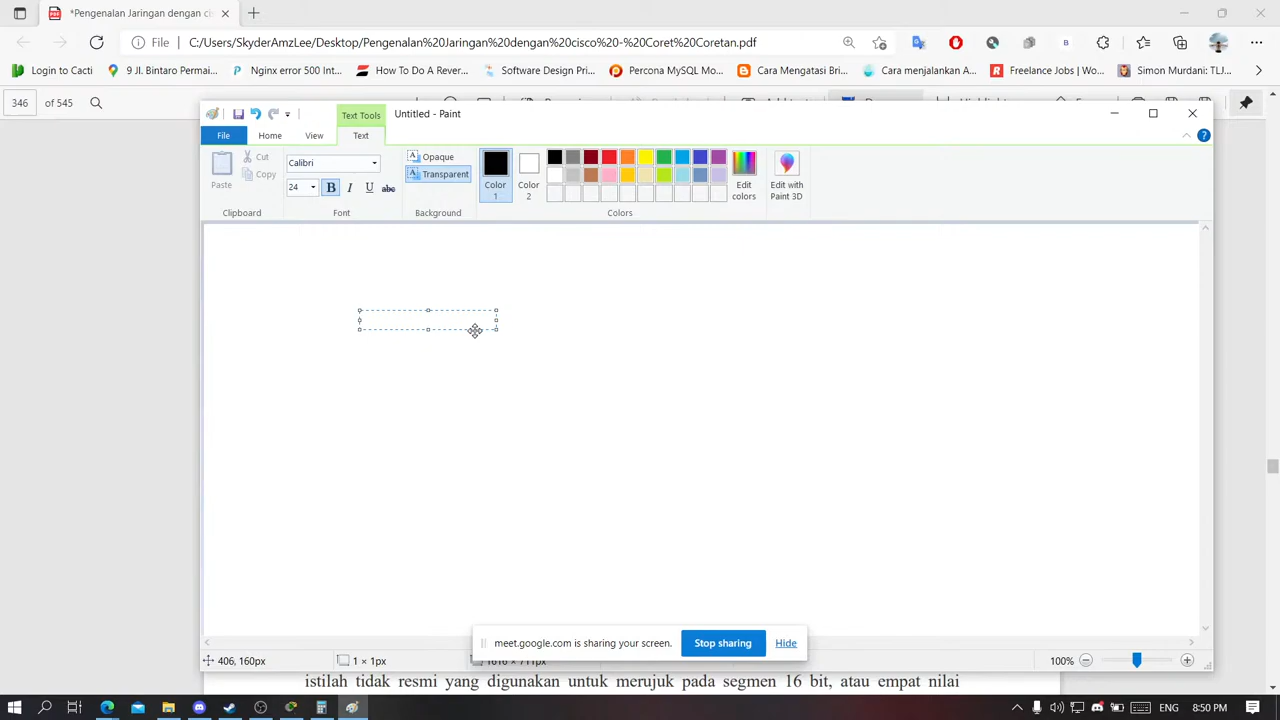 *Pengenalan Jaringan dengan cis
File C:/Users/SkyderAmzLee/Desktop/Pengenalan%20Jaringan%20dengan%20cisco%20-%20Coret%20Coretan.pdf
Login to Cacti 9 Jl. Bintaro Permai... Nginx error 500 Int... How To Do A Rever... Software Design Pri... Percona MySQL Mo... Cara Mengatasi Bri... Cara menjalankan A... Freelance Jobs | Wo... Simon Mundani: TLJ...
346 of 545
Text Tools Untitled - Paint
File Home View Text
Paste Cut Copy Calibri 24 B I U abc Opaque Transparent Color 1 Color 2 Edit colors Edit with Paint 3D
Clipboard Font Background Colors
meet.google.com is sharing your screen. Stop sharing Hide
406, 160px 1 × 1px 100%
istilah tidak resmi yang digunakan untuk merujuk pada segmen 16 bit, atau empat nilai
ENG 8:50 PM